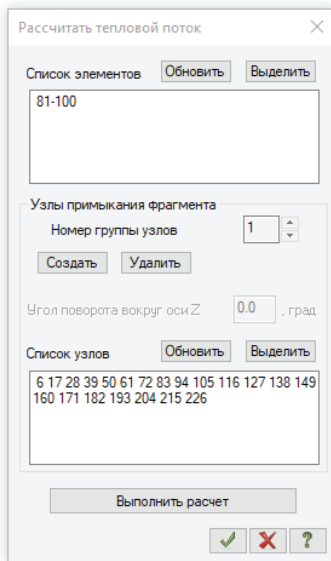 Рассчитать тепловой поток
Список элементов Обновить Выделить
81-100
Узлы примыкания фрагмента
Номер группы узлов 1
Создать Удалить
Угол поворота вокруг оси Z 0.0 , град
Список узлов Обновить Выделить
6 17 28 39 50 61 72 83 94 105 116 127 138 149
160 171 182 193 204 215 226
Выполнить расчет
?